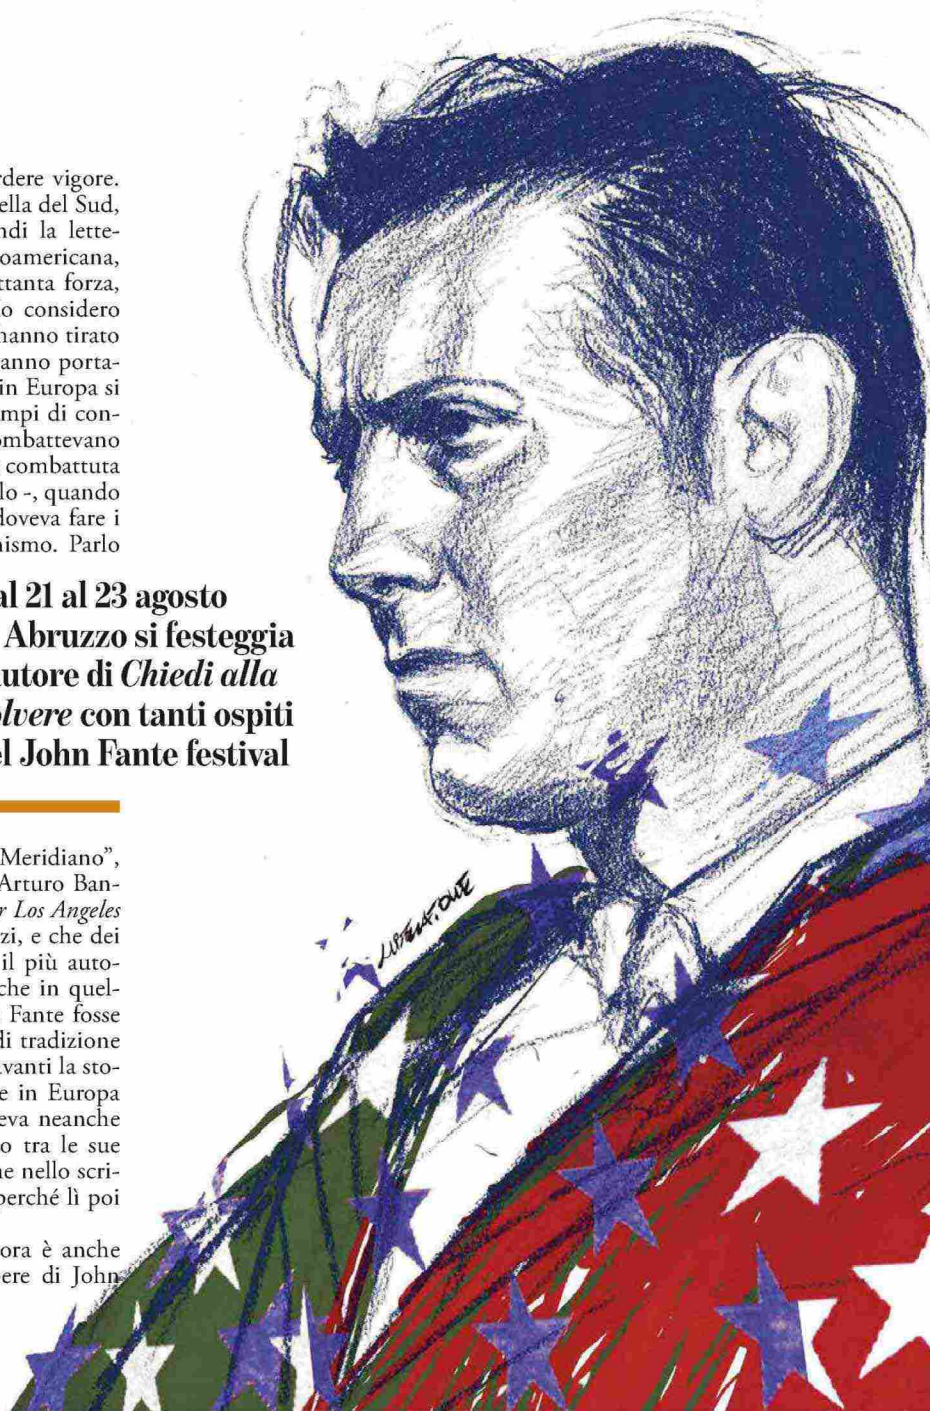 rdere vigore.
ella del Sud,
ndi la lette-
oamericana,
ttanta forza,
o considero
hanno tirato
anno porta-
in Europa si
mpi di con-
ombattevano
combattuta
lo -, quando
doveva fare i
nismo. Parlo
al 21 al 23 agosto
Abruzzo si festeggia
autore di Chiedi alla
olvere con tanti ospiti
el John Fante festival
Meridiano”,
Arturo Ban-
r Los Angeles
zi, e che dei
il più auto-
che in quel-
Fante fosse
di tradizione
avanti la sto-
e in Europa
eva neanche
o tra le sue
ne nello scri-
perché lì poi
ora è anche
ere di John
LIBERATORE